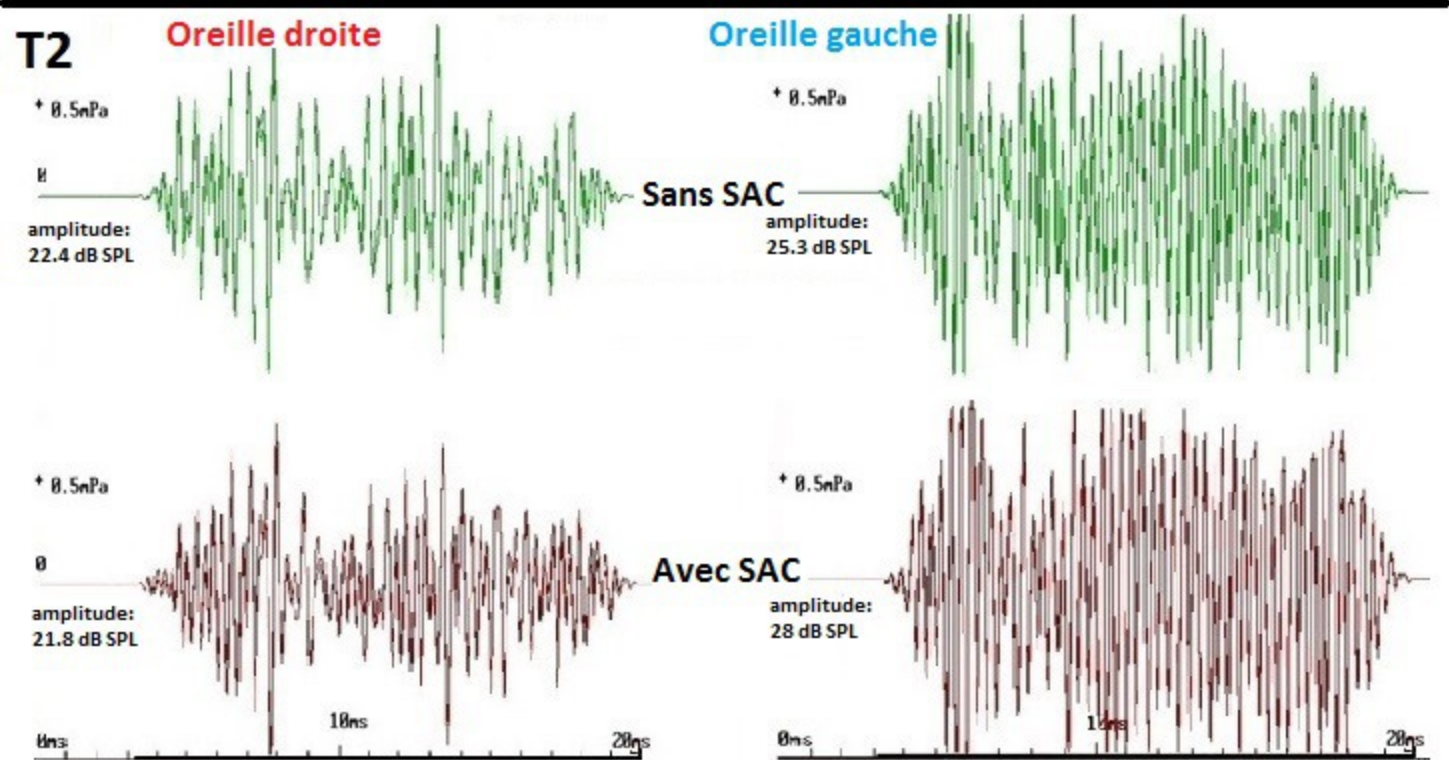 T2
Oreille droite
Oreille gauche
+ 0.5mPa
+ 0.5mPa
0
Sans SAC
amplitude:
22.4 dB SPL
amplitude:
25.3 dB SPL
+ 0.5mPa
+ 0.5mPa
0
Avec SAC
amplitude:
21.8 dB SPL
amplitude:
28 dB SPL
10ms
0ms
20ms
0ms
20ms